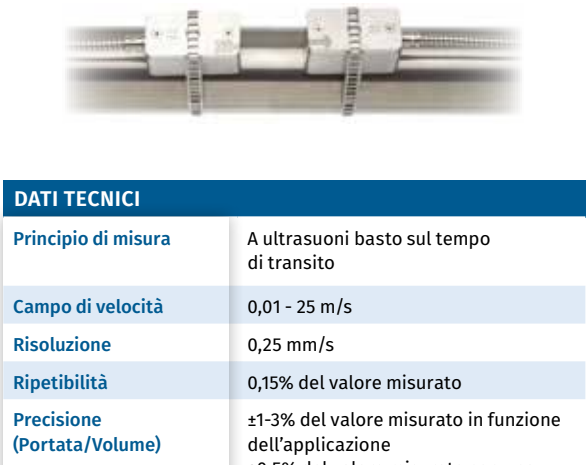 DATI TECNICI
Principio di misura
A ultrasuoni basto sul tempo
di transito
Campo di velocità
0,01 - 25 m/s
Risoluzione
0,25 mm/s
Ripetibilità
0,15% del valore misurato
Precisione
(Portata/Volume)
±1-3% del valore misurato in funzione
dell’applicazione